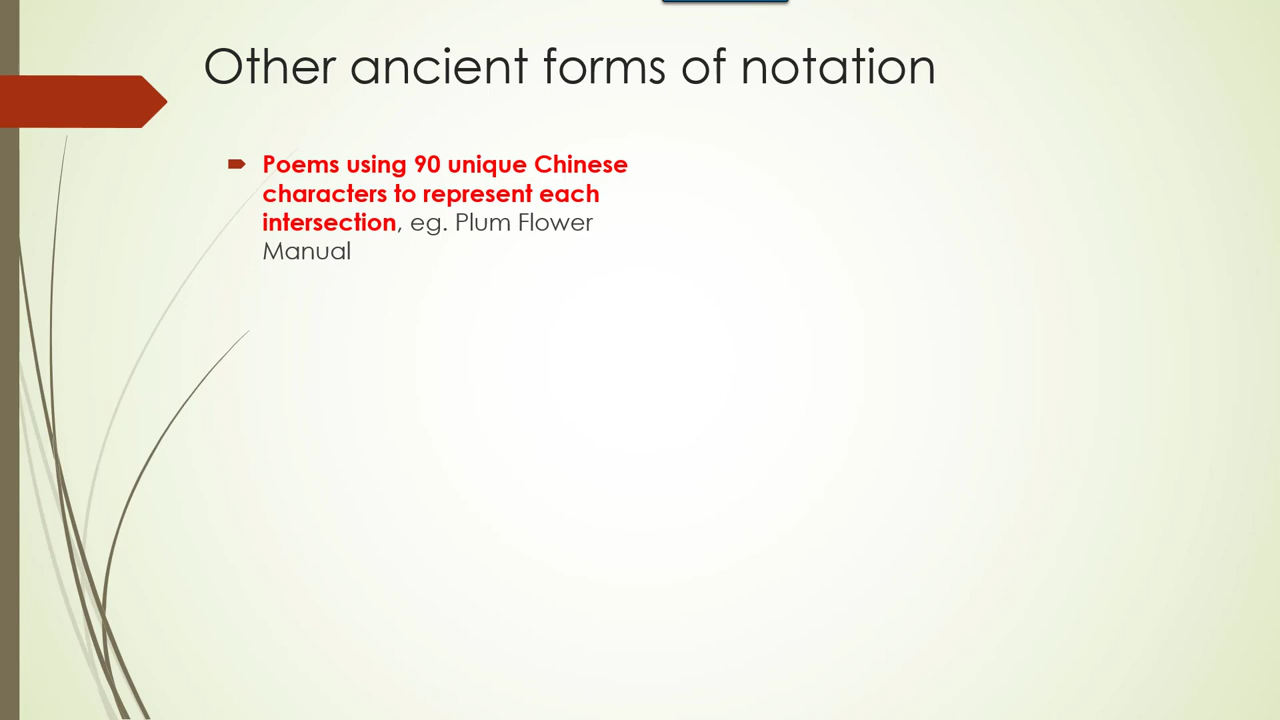 Other ancient forms of notation
Poems using 90 unique Chinese
characters to represent each
intersection, eg. Plum Flower
Manual